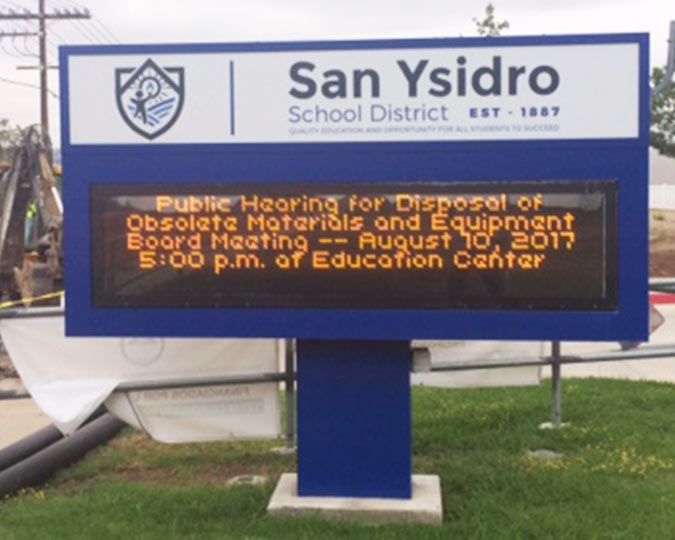 San Ysidro
School District EST - 1887
QUALITY EDUCATION AND OPPORTUNITY FOR ALL STUDENTS TO SUCCEED
Public Hearing for Disposal of
Obsolete Materials and Equipment
Board Meeting -- August 10, 2017
5:00 p.m. at Education Center